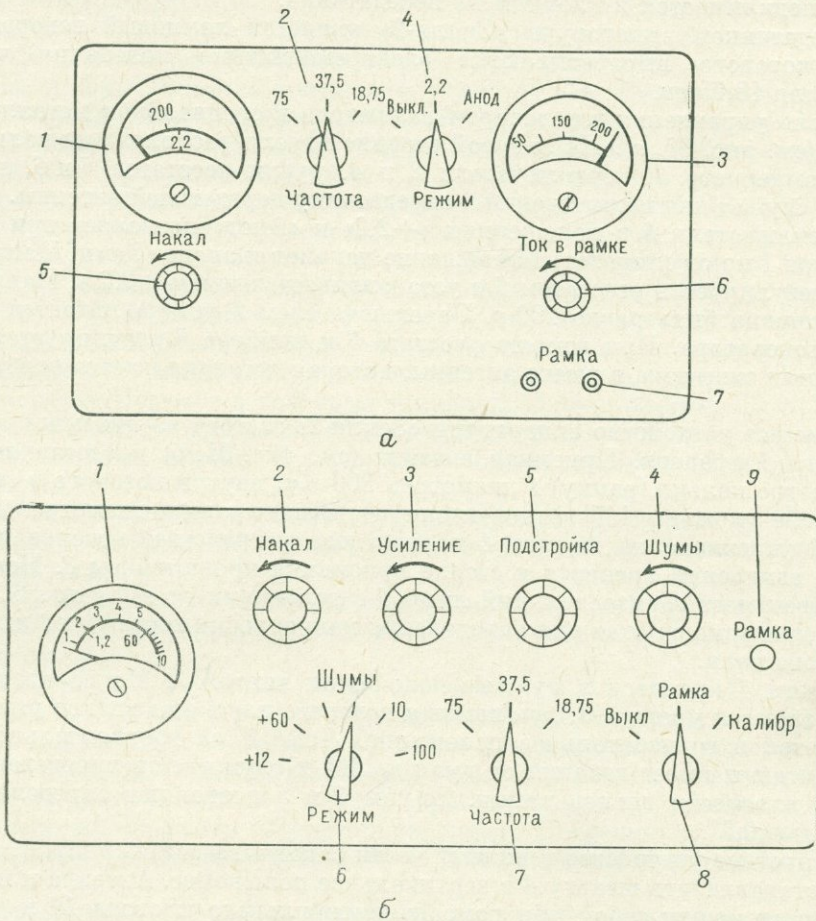 2
4
75
37,5
18,75
Выкл.
2,2
Анод
1
200
2,2
50
150
200
3
Частота
Режим
Накал
Ток в рамке
5
6
Рамка
7
а
1
2
3
5
4
9
Накал
Усиление
Подстройка
Шумы
Рамка
1
2
3
4
5
10
1,2
60
Шумы
+60
+12
10
100
Режим
75
37,5
18,75
Частота
Выкл
Рамка
Калибр
6
7
8
б